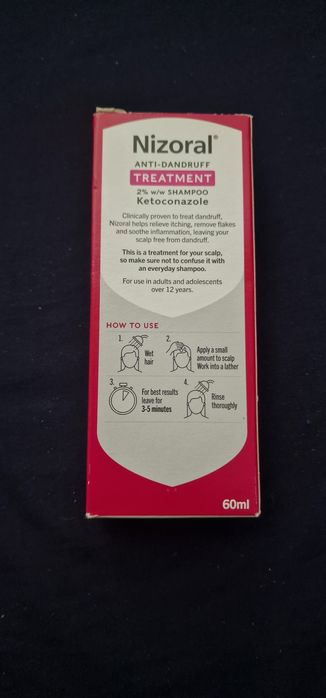 Nizoral®
ANTI-DANDRUFF
TREATMENT
2% w/w SHAMPOO
Ketoconazole
Clinically proven to treat dandruff,
Nizoral helps relieve itching, remove flakes
and soothe inflammation, leaving your
scalp free from dandruff.
This is a treatment for your scalp,
so make sure not to confuse it with
an everyday shampoo.
For use in adults and adolescents
over 12 years.
HOW TO USE
1.
Wet
hair
2.
Apply a small
amount to scalp
Work into a lather
3.
For best results
leave for
3-5 minutes
4.
Rinse
thoroughly
60ml